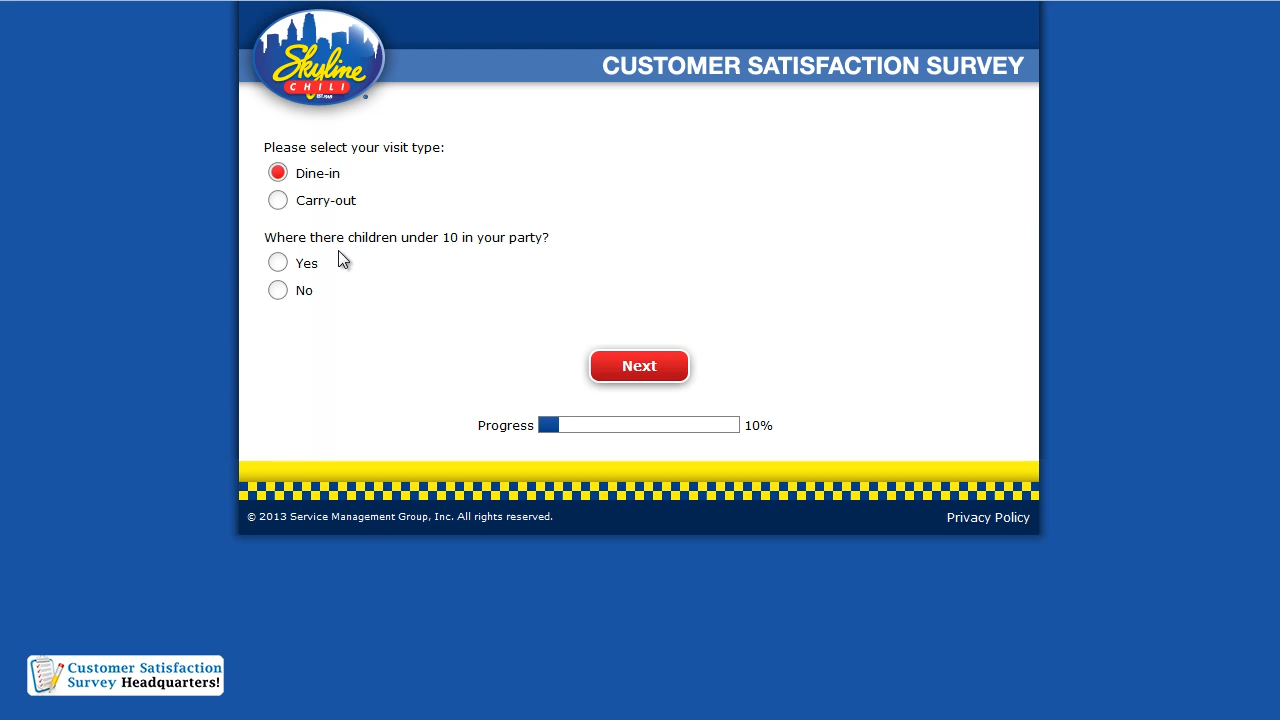 Skyline
CHILI
CUSTOMER SATISFACTION SURVEY
Please select your visit type:
Dine-in
Carry-out
Where there children under 10 in your party?
Yes
No
Next
Progress 10%
© 2013 Service Management Group, Inc. All rights reserved.
Privacy Policy
Customer Satisfaction
Survey Headquarters!